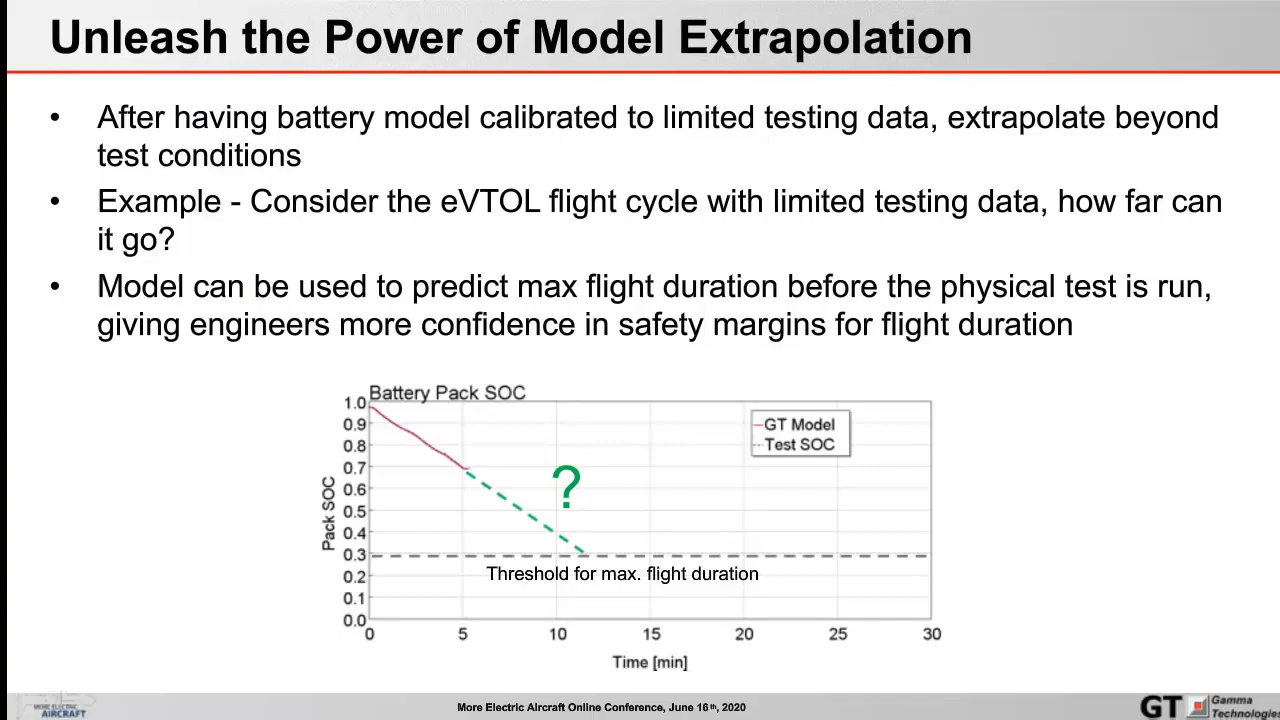 Unleash the Power of Model Extrapolation
• After having battery model calibrated to limited testing data, extrapolate beyond
test conditions
• Example - Consider the eVTOL flight cycle with limited testing data, how far can
it go?
• Model can be used to predict max flight duration before the physical test is run,
giving engineers more confidence in safety margins for flight duration
Battery Pack SOC
1.0
0.9
0.8
0.7
0.6
0.5
0.4
0.3
0.2
0.1
0.0
Pack SOC
GT Model
Test SOC
?
Threshold for max. flight duration
0 5 10 15 20 25 30
Time [min]
MORE ELECTRIC
AIRCRAFT
More Electric Aircraft Online Conference, June 16th, 2020
GT
Gamma
Technologies